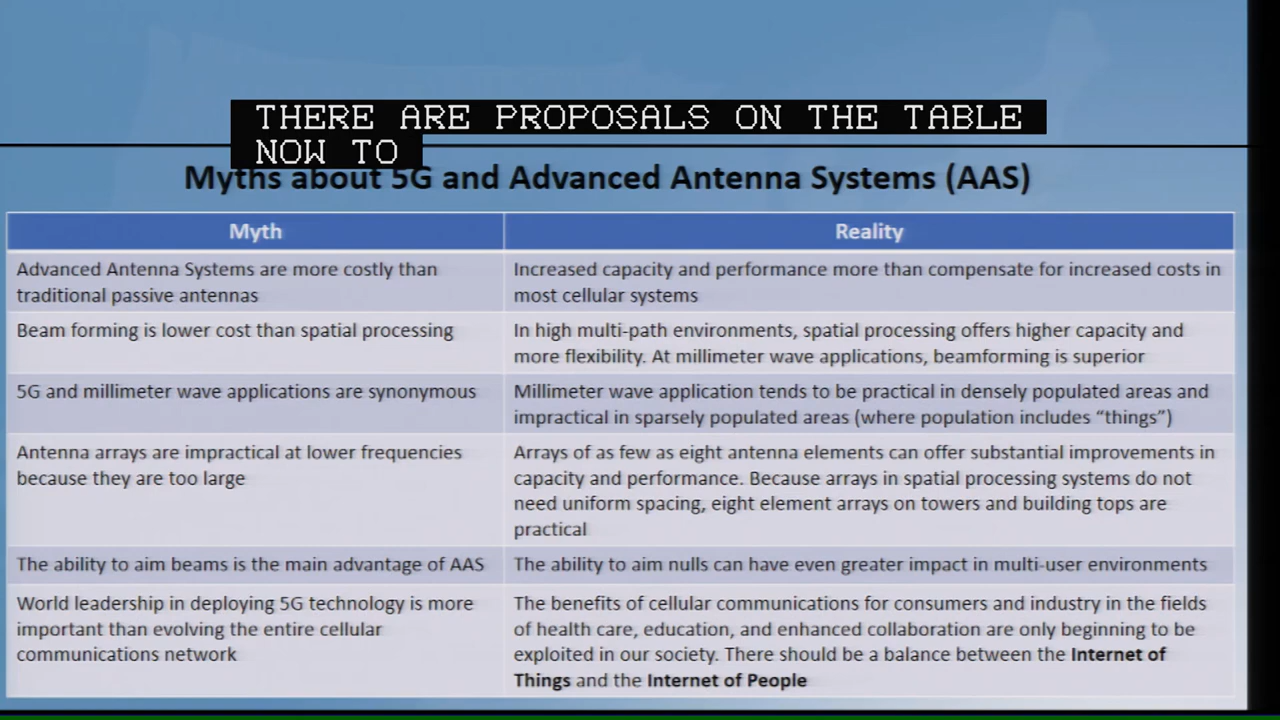 THERE ARE PROPOSALS ON THE TABLE
NOW TO
Myths about 5G and Advanced Antenna Systems (AAS)
Myth
Reality
Advanced Antenna Systems are more costly than
traditional passive antennas
Increased capacity and performance more than compensate for increased costs in
most cellular systems
Beam forming is lower cost than spatial processing
In high multi-path environments, spatial processing offers higher capacity and
more flexibility. At millimeter wave applications, beamforming is superior
5G and millimeter wave applications are synonymous
Millimeter wave application tends to be practical in densely populated areas and
impractical in sparsely populated areas (where population includes “things”)
Antenna arrays are impractical at lower frequencies
because they are too large
Arrays of as few as eight antenna elements can offer substantial improvements in
capacity and performance. Because arrays in spatial processing systems do not
need uniform spacing, eight element arrays on towers and building tops are
practical
The ability to aim beams is the main advantage of AAS
The ability to aim nulls can have even greater impact in multi-user environments
World leadership in deploying 5G technology is more
important than evolving the entire cellular
communications network
The benefits of cellular communications for consumers and industry in the fields
of health care, education, and enhanced collaboration are only beginning to be
exploited in our society. There should be a balance between the Internet of
Things and the Internet of People